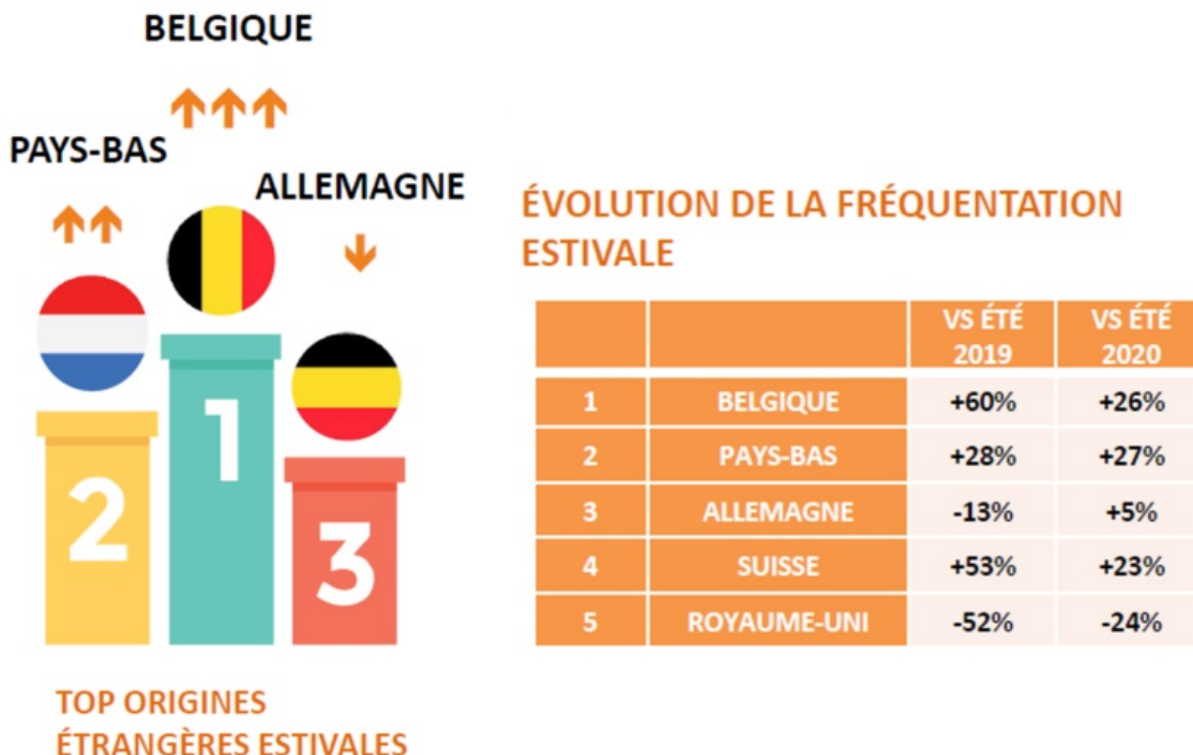 BELGIQUE
PAYS-BAS
ALLEMAGNE
1
2
3
TOP ORIGINES
ÉTRANGÈRES ESTIVALES
ÉVOLUTION DE LA FRÉQUENTATION
ESTIVALE
VS ÉTÉ 2019 VS ÉTÉ 2020
1 BELGIQUE +60% +26%
2 PAYS-BAS +28% +27%
3 ALLEMAGNE -13% +5%
4 SUISSE +53% +23%
5 ROYAUME-UNI -52% -24%